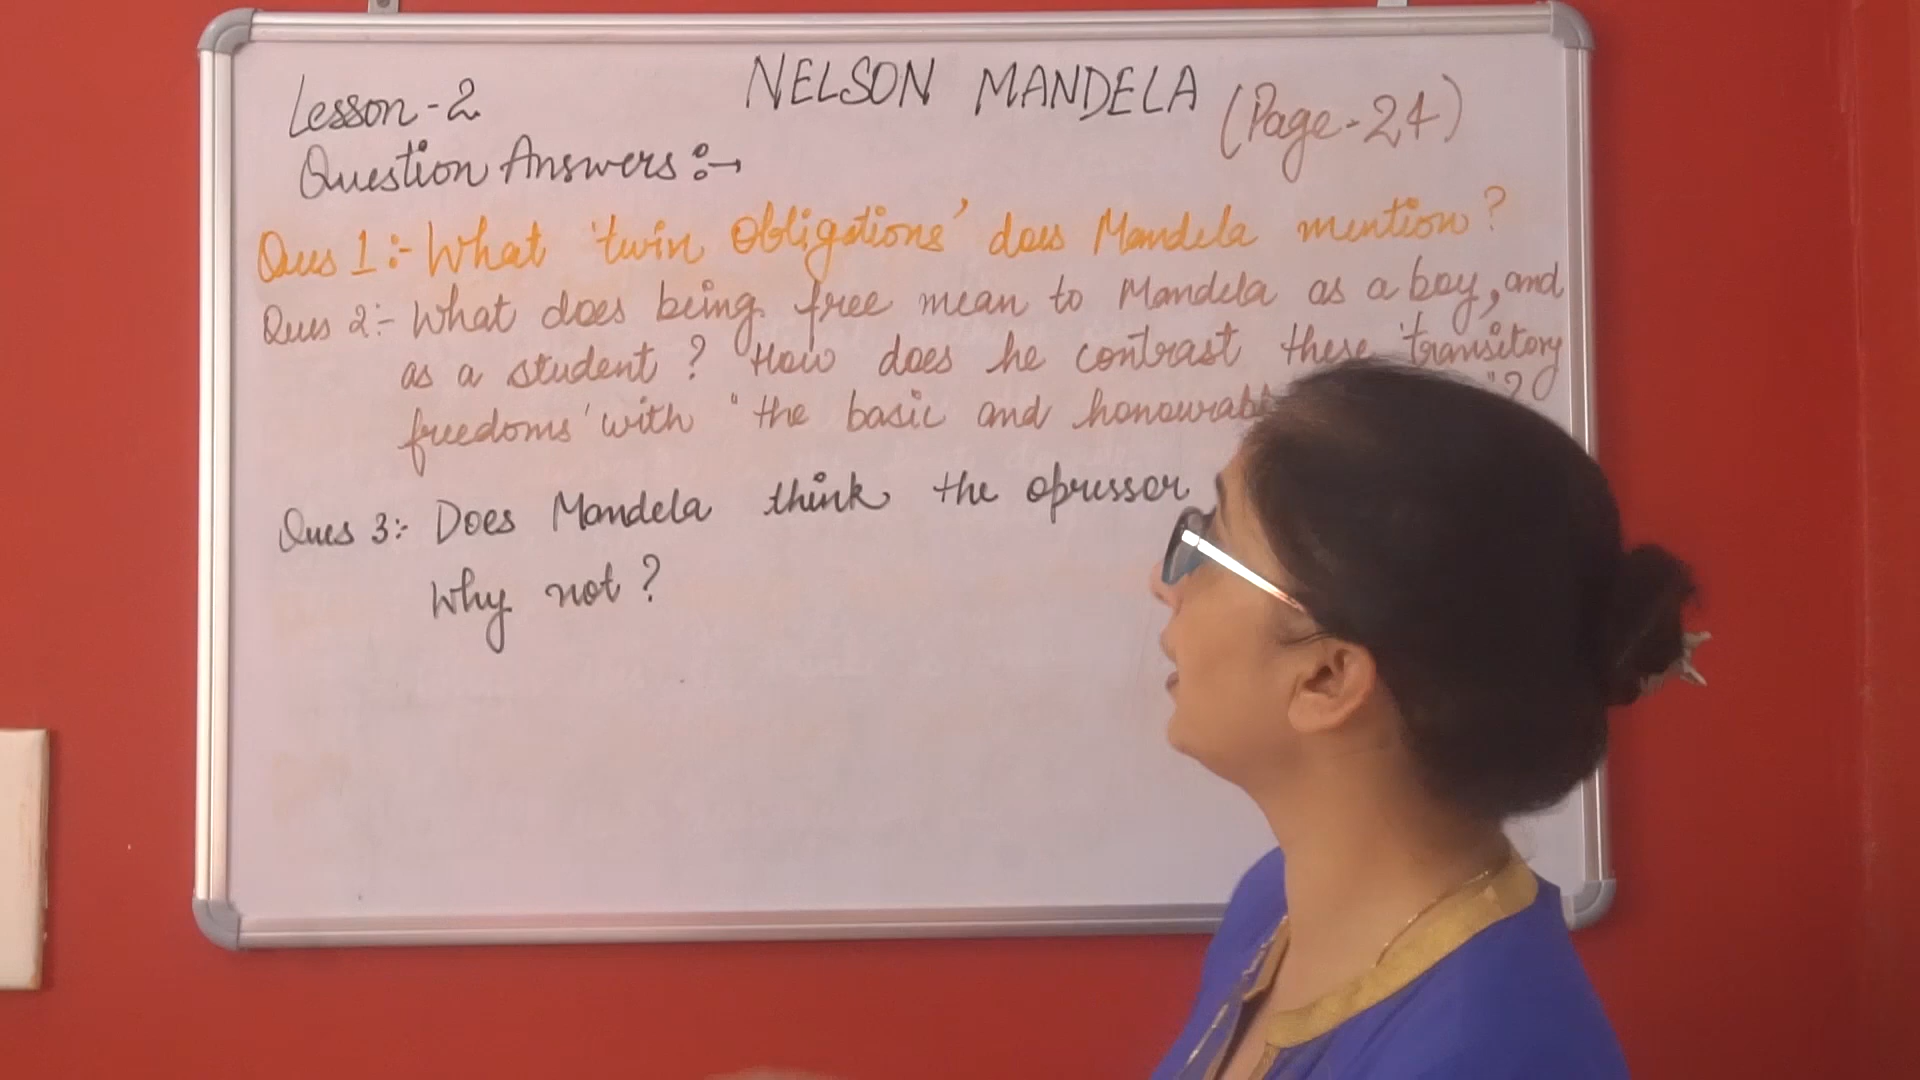 NELSON MANDELA
Lesson-2
(Page-24)
Question Answers :→
Ques 1:- What 'twin obligations' does Mandela mention?
Ques 2:- What does being free mean to Mandela as a boy, and
as a student? How does he contrast these 'transitory
freedoms' with "the basic and honourabl "?
Ques 3:- Does Mandela think the opressor
Why not?